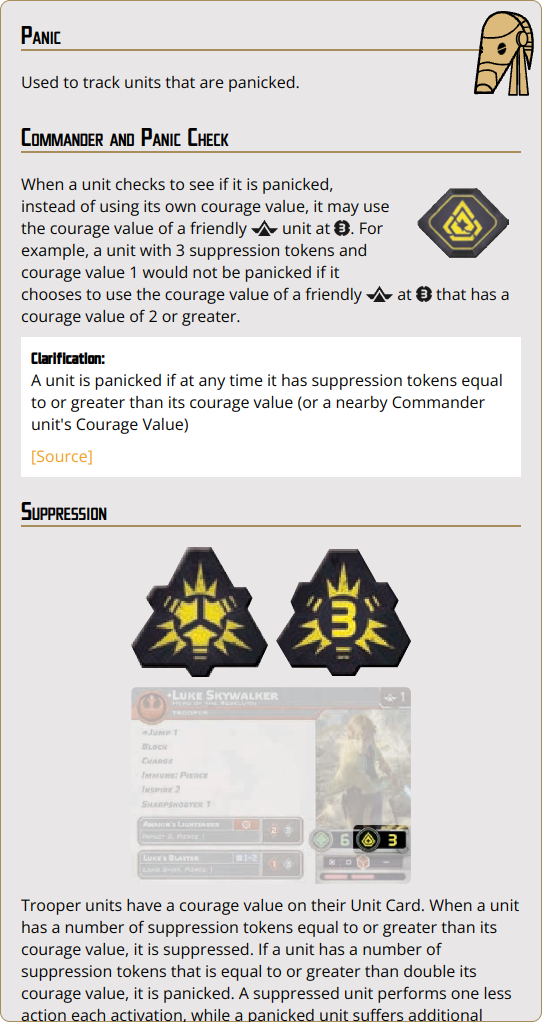 Panic
Used to track units that are panicked.
Commander and Panic Check
When a unit checks to see if it is panicked,
instead of using its own courage value, it may use
the courage value of a friendly unit at 3. For
example, a unit with 3 suppression tokens and
courage value 1 would not be panicked if it
chooses to use the courage value of a friendly at 3 that has a
courage value of 2 or greater.
Clarification:
A unit is panicked if at any time it has suppression tokens equal
to or greater than its courage value (or a nearby Commander
unit's Courage Value)
[Source]
Suppression
3
•Luke Skywalker
Hero of the Rebellion
1
Trooper
Jump 1
Block
Charge
Immune: Pierce
Inspire 2
Sharpshooter 1
Anakin's Lightsaber
Impact 2, Pierce 1
6
3
Luke's Blaster
1-2
Long Shot, Pierce 1
Trooper units have a courage value on their Unit Card. When a unit
has a number of suppression tokens equal to or greater than its
courage value, it is suppressed. If a unit has a number of
suppression tokens that is equal to or greater than double its
courage value, it is panicked. A suppressed unit performs one less
action each activation, while a panicked unit suffers additional